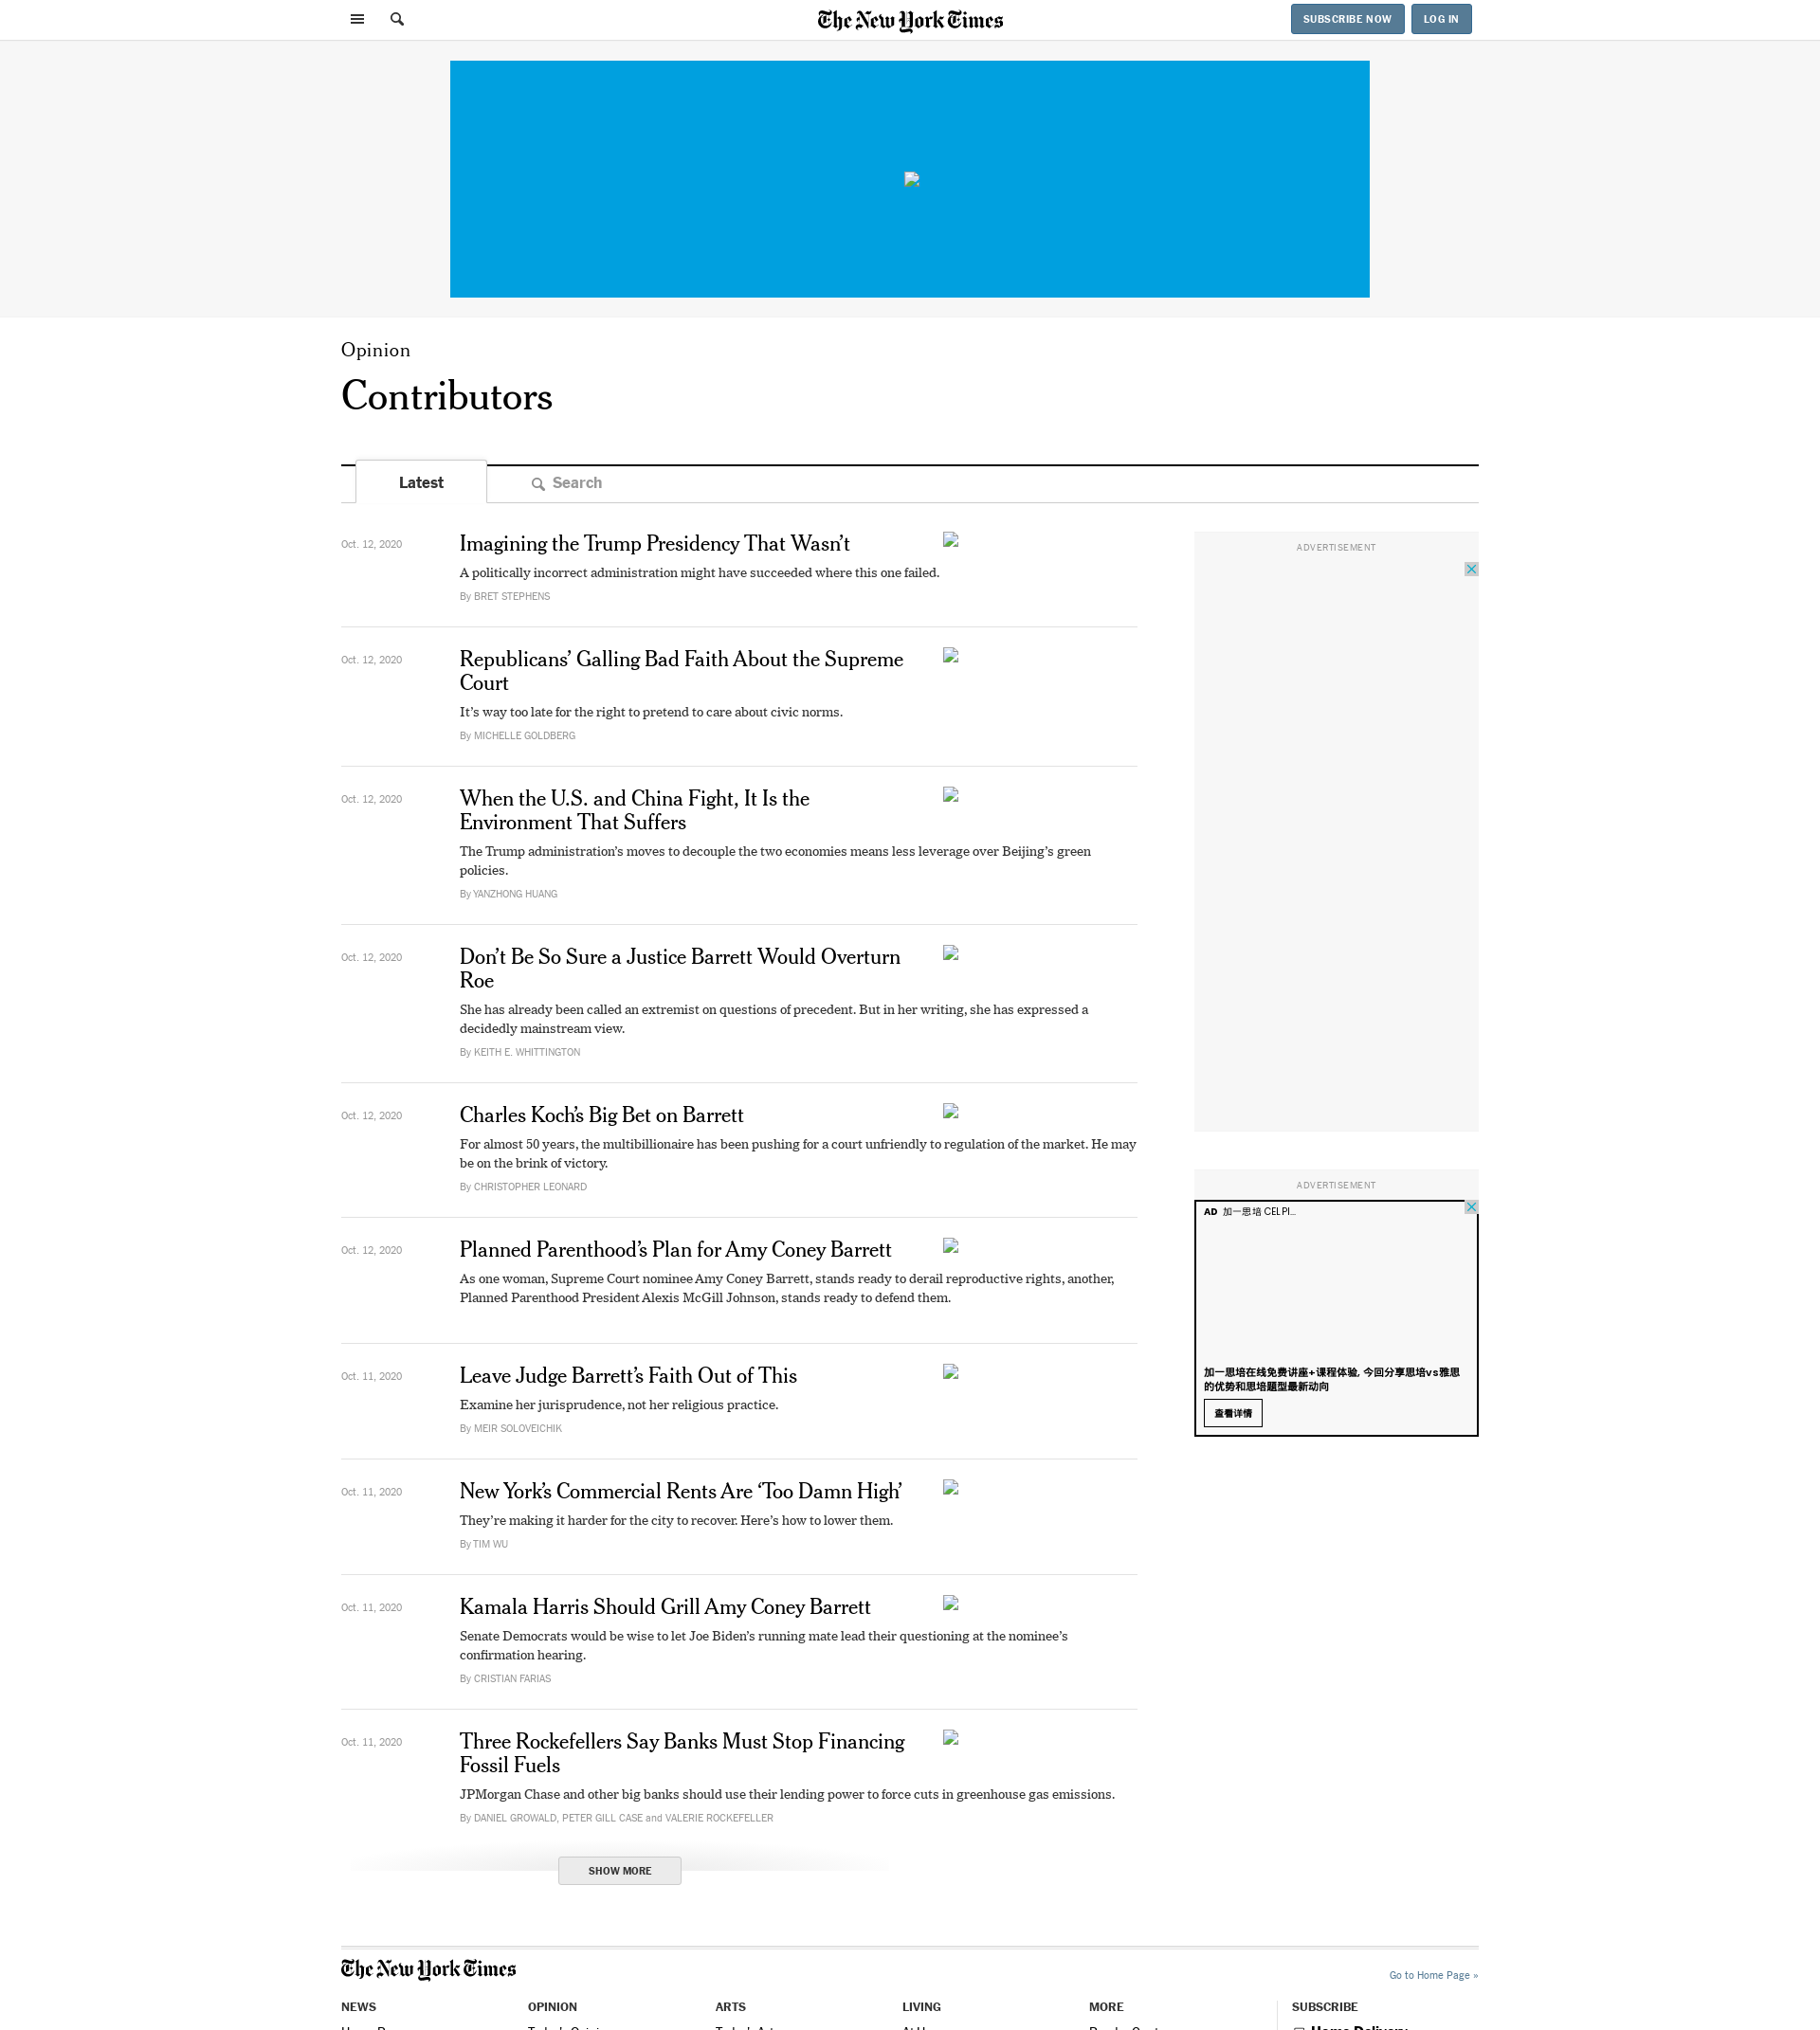 The New York Times
SUBSCRIBE NOW
LOG IN
Opinion
Contributors
Latest
Search
Oct. 12, 2020
Imagining the Trump Presidency That Wasn’t
A politically incorrect administration might have succeeded where this one failed.
By BRET STEPHENS
Oct. 12, 2020
Republicans’ Galling Bad Faith About the Supreme
Court
It’s way too late for the right to pretend to care about civic norms.
By MICHELLE GOLDBERG
Oct. 12, 2020
When the U.S. and China Fight, It Is the
Environment That Suffers
The Trump administration’s moves to decouple the two economies means less leverage over Beijing’s green
policies.
By YANZHONG HUANG
Oct. 12, 2020
Don’t Be So Sure a Justice Barrett Would Overturn
Roe
She has already been called an extremist on questions of precedent. But in her writing, she has expressed a
decidedly mainstream view.
By KEITH E. WHITTINGTON
Oct. 12, 2020
Charles Koch’s Big Bet on Barrett
For almost 50 years, the multibillionaire has been pushing for a court unfriendly to regulation of the market. He may
be on the brink of victory.
By CHRISTOPHER LEONARD
Oct. 12, 2020
Planned Parenthood’s Plan for Amy Coney Barrett
As one woman, Supreme Court nominee Amy Coney Barrett, stands ready to derail reproductive rights, another,
Planned Parenthood President Alexis McGill Johnson, stands ready to defend them.
Oct. 11, 2020
Leave Judge Barrett’s Faith Out of This
Examine her jurisprudence, not her religious practice.
By MEIR SOLOVEICHIK
Oct. 11, 2020
New York’s Commercial Rents Are ‘Too Damn High’
They’re making it harder for the city to recover. Here’s how to lower them.
By TIM WU
Oct. 11, 2020
Kamala Harris Should Grill Amy Coney Barrett
Senate Democrats would be wise to let Joe Biden’s running mate lead their questioning at the nominee’s
confirmation hearing.
By CRISTIAN FARIAS
Oct. 11, 2020
Three Rockefellers Say Banks Must Stop Financing
Fossil Fuels
JPMorgan Chase and other big banks should use their lending power to force cuts in greenhouse gas emissions.
By DANIEL GROWALD, PETER GILL CASE and VALERIE ROCKEFELLER
SHOW MORE
ADVERTISEMENT
ADVERTISEMENT
AD 加一思培 CELPI...
加一思培在线免费讲座+课程体验, 今回分享思培vs雅思
的优势和思培题型最新动向
查看详情
The New York Times
Go to Home Page »
NEWS
OPINION
ARTS
LIVING
MORE
SUBSCRIBE